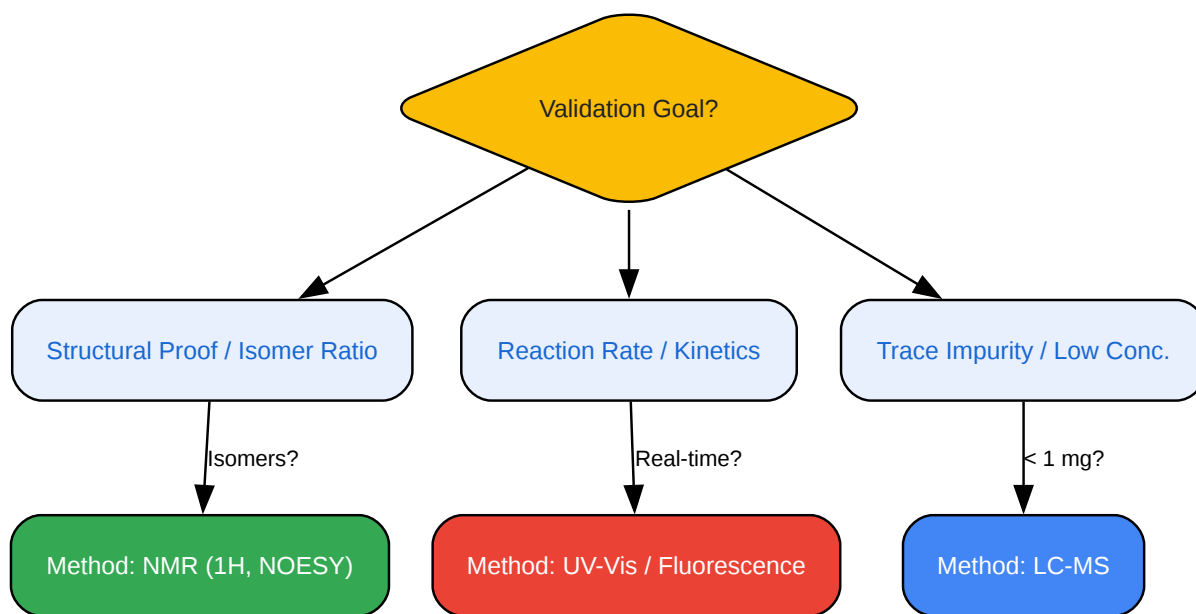 Validation Goal?
Structural Proof / Isomer Ratio
Reaction Rate / Kinetics
Trace Impurity / Low Conc.
Isomers?
Real-time?
< 1 mg?
Method: NMR (1H, NOESY)
Method: UV-Vis / Fluorescence
Method: LC-MS